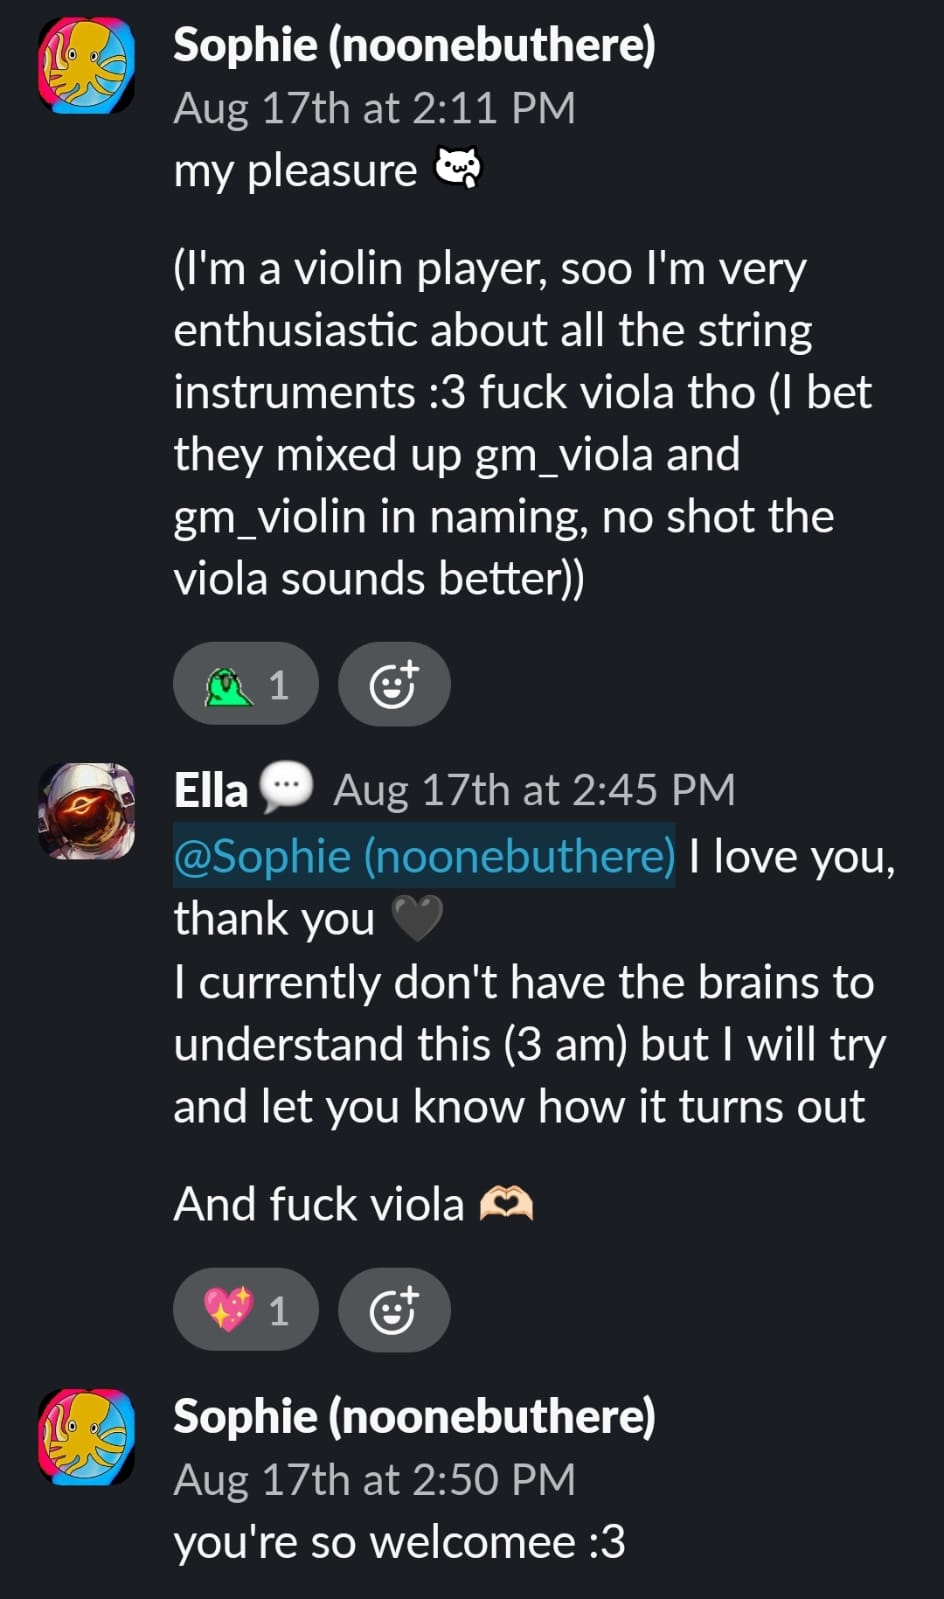 Sophie (noonebuthere)
Aug 17th at 2:11 PM
my pleasure
(I'm a violin player, soo I'm very
enthusiastic about all the string
instruments :3 fuck viola tho (I bet
they mixed up gm_viola and
gm_violin in naming, no shot the
viola sounds better))
1
Ella 💬 Aug 17th at 2:45 PM
@Sophie (noonebuthere) I love you,
thank you 🖤
I currently don't have the brains to
understand this (3 am) but I will try
and let you know how it turns out
And fuck viola 🫶🏻
💖 1
Sophie (noonebuthere)
Aug 17th at 2:50 PM
you're so welcomee :3